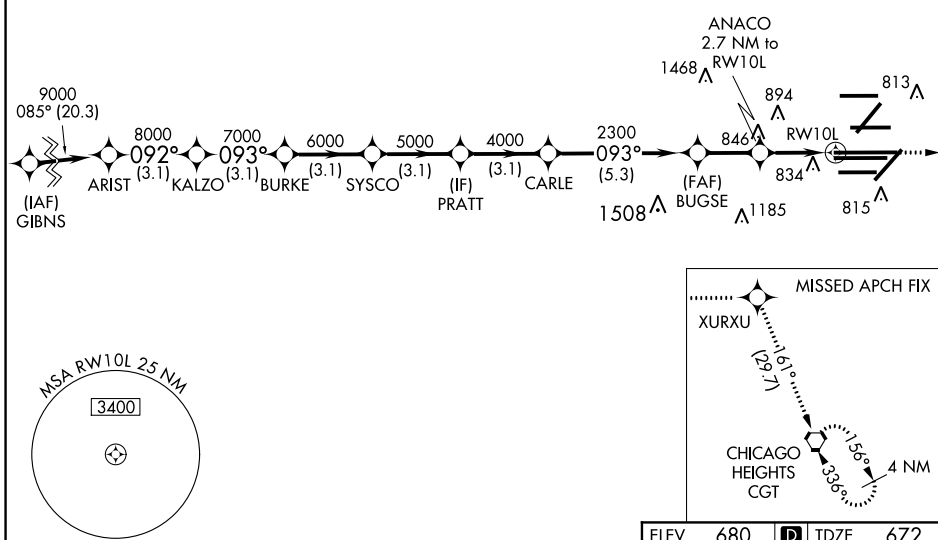 ANACO
2.7 NM to
RW10L
1468
813
9000
085° (20.3)
894
8000
7000
6000
5000
4000
2300
846
RW10L
092°
093°
093°
(3.1)
(3.1)
(3.1)
(3.1)
(3.1)
(5.3)
834
ARIST
KALZO
BURKE
SYSCO
(IF)
PRATT
CARLE
(FAF)
BUGSE
(IAF)
GIBNS
1508
1185
815
MISSED APCH FIX
XURXU
161°
(29.7)
MSA RW10L 25 NM
3400
CHICAGO
HEIGHTS
CGT
156°
336°
4 NM
ELEV 680 D TDZE 672